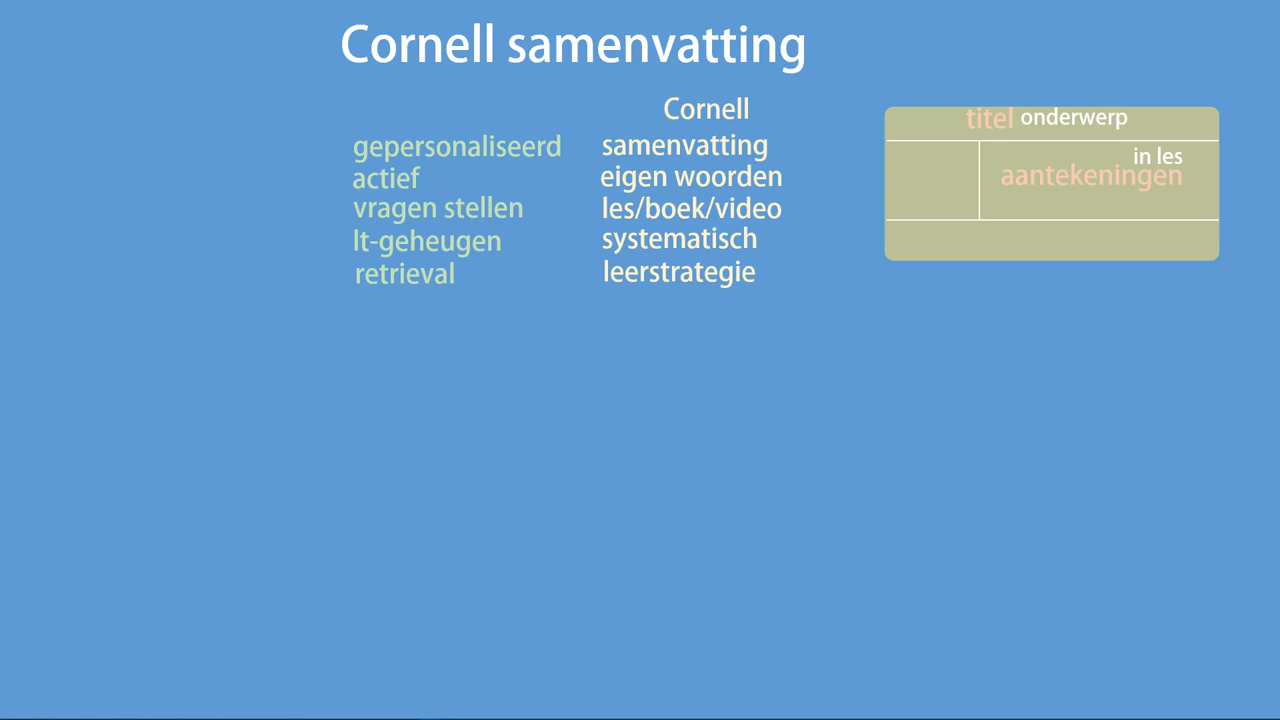 Cornell samenvatting
gepersonaliseerd
actief
vragen stellen
lt-geheugen
retrieval
Cornell
samenvatting
eigen woorden
les/boek/video
systematisch
leerstrategie
titel onderwerp
in les
aantekeningen